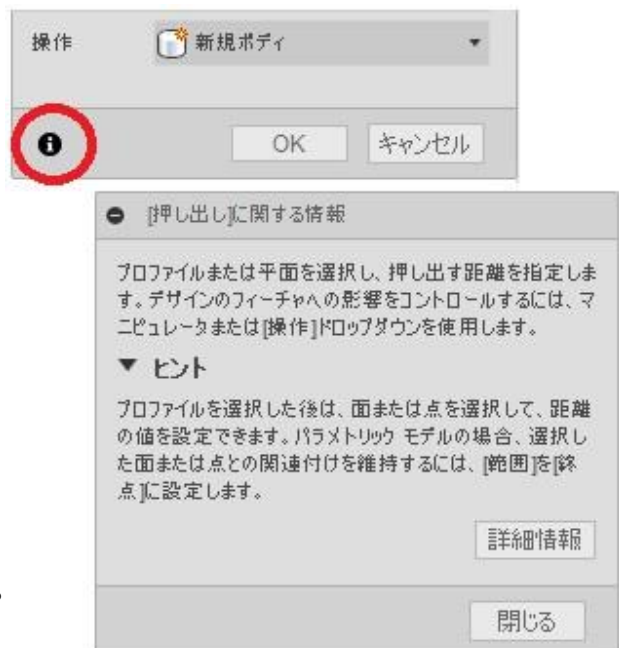 操作 新規ボディ
OK キャンセル
[押し出し]に関する情報
プロファイルまたは平面を選択し、押し出す距離を指定しま
す。デザインのフィーチャへの影響をコントロールするには、マ
ニピュレータまたは[操作]ドロップダウンを使用します。
ヒント
プロファイルを選択した後は、面または点を選択して、距離
の値を設定できます。パラメトリック モデルの場合、選択し
た面または点との関連付けを維持するには、[範囲]を[終
点]に設定します。
詳細情報
閉じる